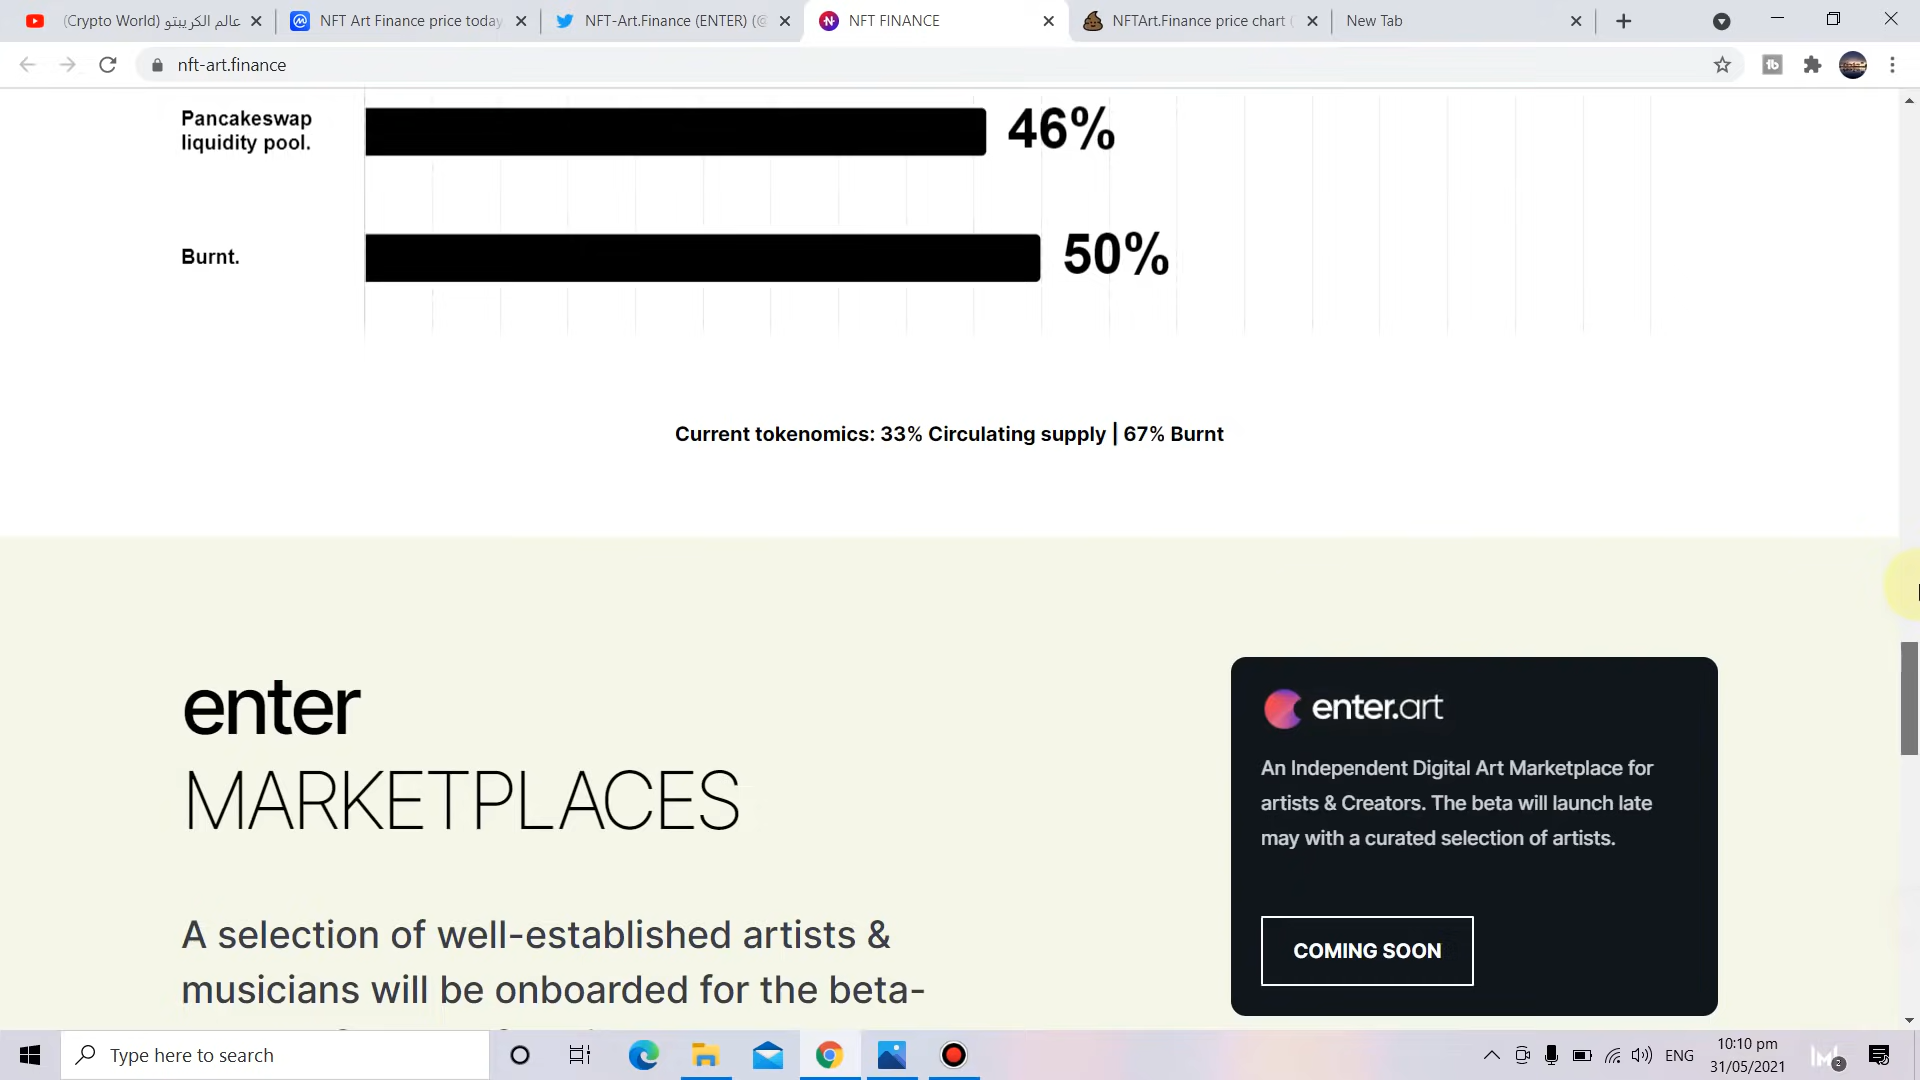 (Crypto World) عالم الكريبتو
NFT Art Finance price today
NFT-Art.Finance (ENTER) (@
NFT FINANCE
NFTArt.Finance price chart (
New Tab
nft-art.finance
Pancakeswap
liquidity pool.
46%
Burnt.
50%
Current tokenomics: 33% Circulating supply | 67% Burnt
enter
MARKETPLACES
A selection of well-established artists &
musicians will be onboarded for the beta-
enter.art
An Independent Digital Art Marketplace for
artists & Creators. The beta will launch late
may with a curated selection of artists.
COMING SOON
Type here to search
ENG
10:10 pm
31/05/2021
2